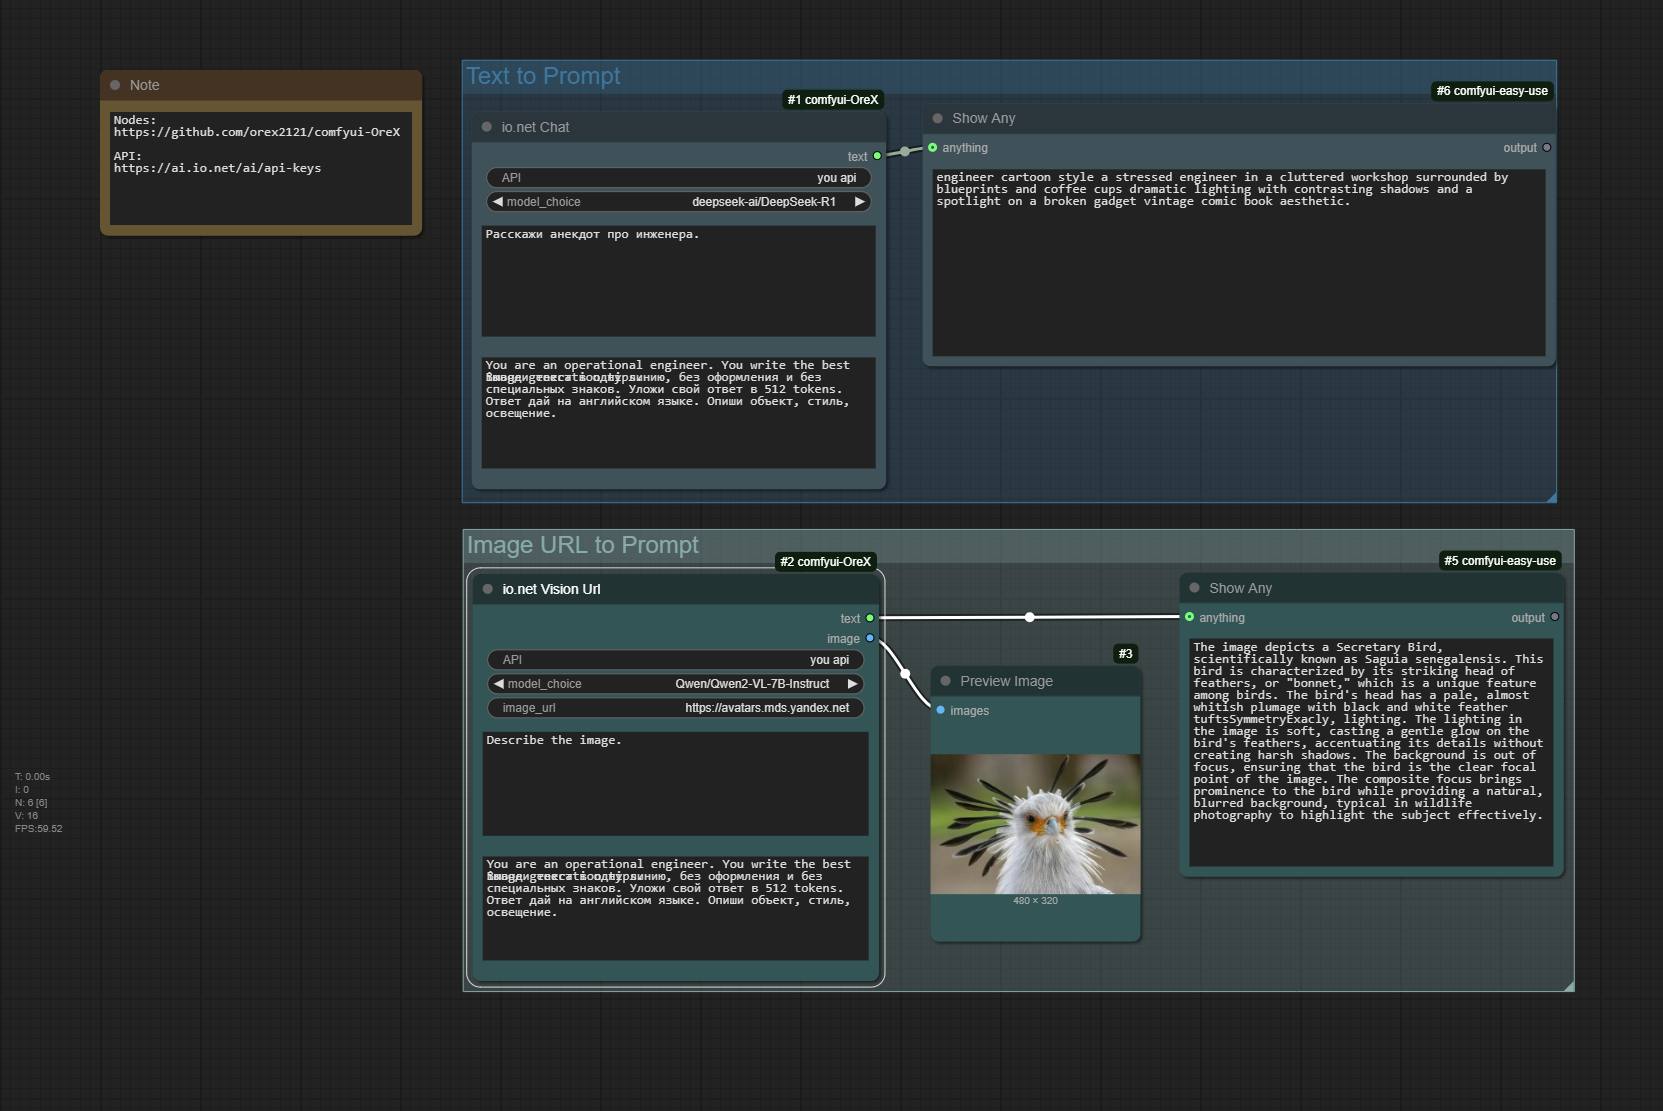 Note
Nodes:
https://github.com/orex2121/comfyui-OreX
API:
https://ai.io.net/ai/api-keys
Text to Prompt
#1 comfyui-OreX
io.net Chat
text
API you api
model_choice deepseek-ai/DeepSeek-R1
Расскажи анекдот про инженера.
You are an operational engineer. You write the best
без оформления и без
специальных знаков. Уложи свой ответ в 512 tokens.
Ответ дай на английском языке. Опиши объект, стиль,
освещение.
#6 comfyui-easy-use
Show Any
anything output
engineer cartoon style a stressed engineer in a cluttered workshop surrounded by
blueprints and coffee cups dramatic lighting with contrasting shadows and a
spotlight on a broken gadget vintage comic book aesthetic.
Image URL to Prompt
#2 comfyui-OreX
io.net Vision Url
text
image
API you api
model_choice Qwen/Qwen2-VL-7B-Instruct
image_url https://avatars.mds.yandex.net
Describe the image.
You are an operational engineer. You write the best
без оформления и без
специальных знаков. Уложи свой ответ в 512 tokens.
Ответ дай на английском языке. Опиши объект, стиль,
освещение.
#3
Preview Image
images
480 × 320
#5 comfyui-easy-use
Show Any
anything output
The image depicts a Secretary Bird,
scientifically known as Saguia senegalensis. This
bird is characterized by its striking head of
feathers, or "bonnet," which is a unique feature
among birds. The bird's head has a pale, almost
whitish plumage with black and white feather
tuftsSymmetryExacly, lighting. The lighting in
the image is soft, casting a gentle glow on the
bird's feathers, accentuating its details without
creating harsh shadows. The background is out of
focus, ensuring that the bird is the clear focal
point of the image. The composite focus brings
prominence to the bird while providing a natural,
blurred background, typical in wildlife
photography to highlight the subject effectively.
T: 0.00s
I: 0
N: 6 [6]
V: 16
FPS:59.52